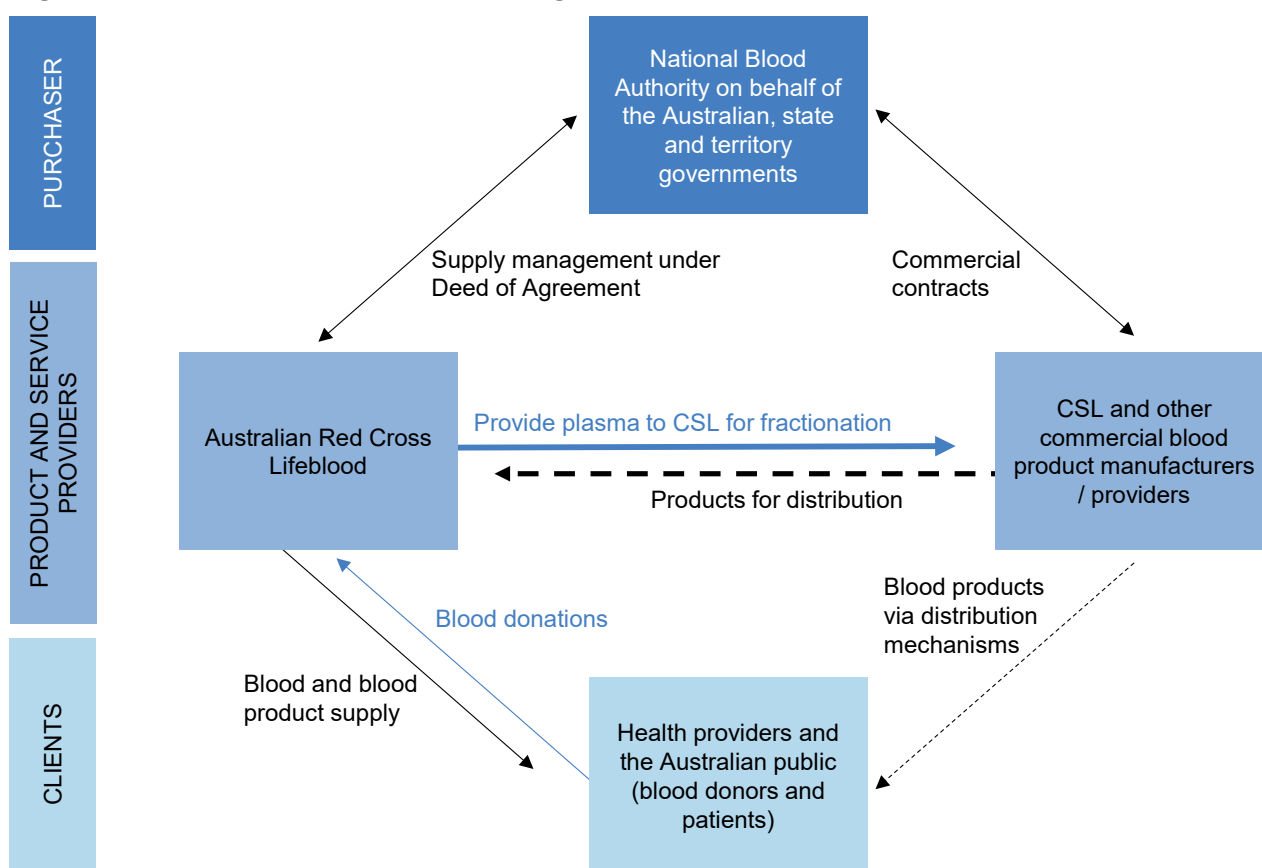 PURCHASER
National Blood
Authority on behalf of
the Australian, state
and territory
governments
Supply management under
Deed of Agreement
Commercial
contracts
PRODUCT AND SERVICE
PROVIDERS
Australian Red Cross
Lifeblood
Provide plasma to CSL for fractionation
Products for distribution
CSL and other
commercial blood
product manufacturers
/ providers
Blood donations
Blood products
via distribution
mechanisms
Blood and blood
product supply
CLIENTS
Health providers and
the Australian public
(blood donors and
patients)